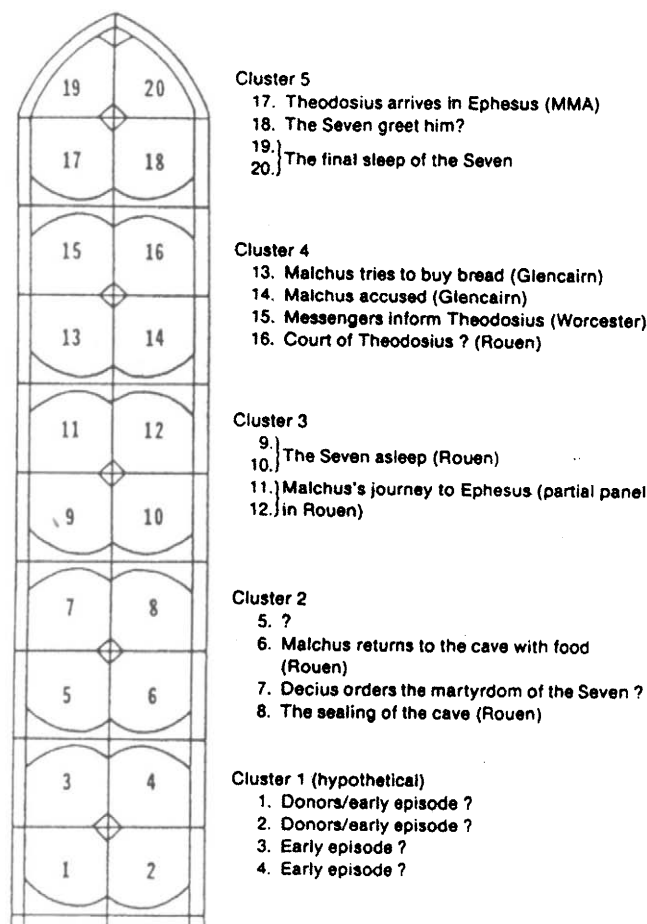 19 20
17 18
15 16
13 14
11 12
9 10
7 8
5 6
3 4
1 2
Cluster 5
17. Theodosius arrives in Ephesus (MMA)
18. The Seven greet him?
19.
20.} The final sleep of the Seven
Cluster 4
13. Malchus tries to buy bread (Glencairn)
14. Malchus accused (Glencairn)
15. Messengers inform Theodosius (Worcester)
16. Court of Theodosius ? (Rouen)
Cluster 3
9.
10.} The Seven asleep (Rouen)
11.} Malchus's journey to Ephesus (partial panel
12.} in Rouen)
Cluster 2
5. ?
6. Malchus returns to the cave with food
(Rouen)
7. Decius orders the martyrdom of the Seven ?
8. The sealing of the cave (Rouen)
Cluster 1 (hypothetical)
1. Donors/early episode ?
2. Donors/early episode ?
3. Early episode ?
4. Early episode ?